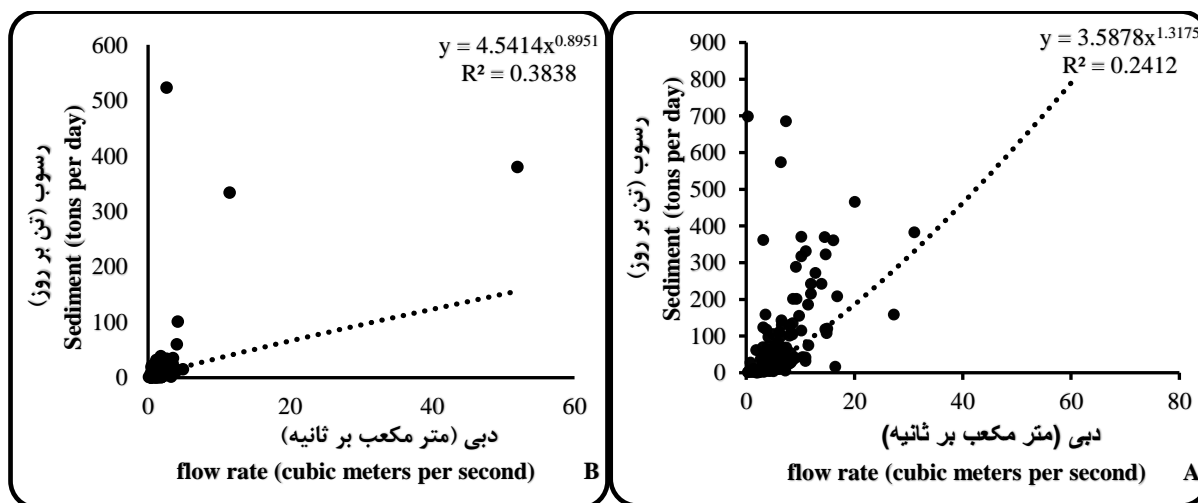 y = 4.5414x^0.8951
R² = 0.3838
600
500
400
300
200
100
0
رسوب (تن بر روز)
Sediment (tons per day)
0 20 40 60
دبی (متر مکعب بر ثانیه)
flow rate (cubic meters per second) B
y = 3.5878x^1.3175
R² = 0.2412
900
800
700
600
500
400
300
200
100
0
رسوب (تن بر روز)
Sediment (tons per day)
0 20 40 60 80
دبی (متر مکعب بر ثانیه)
flow rate (cubic meters per second) A